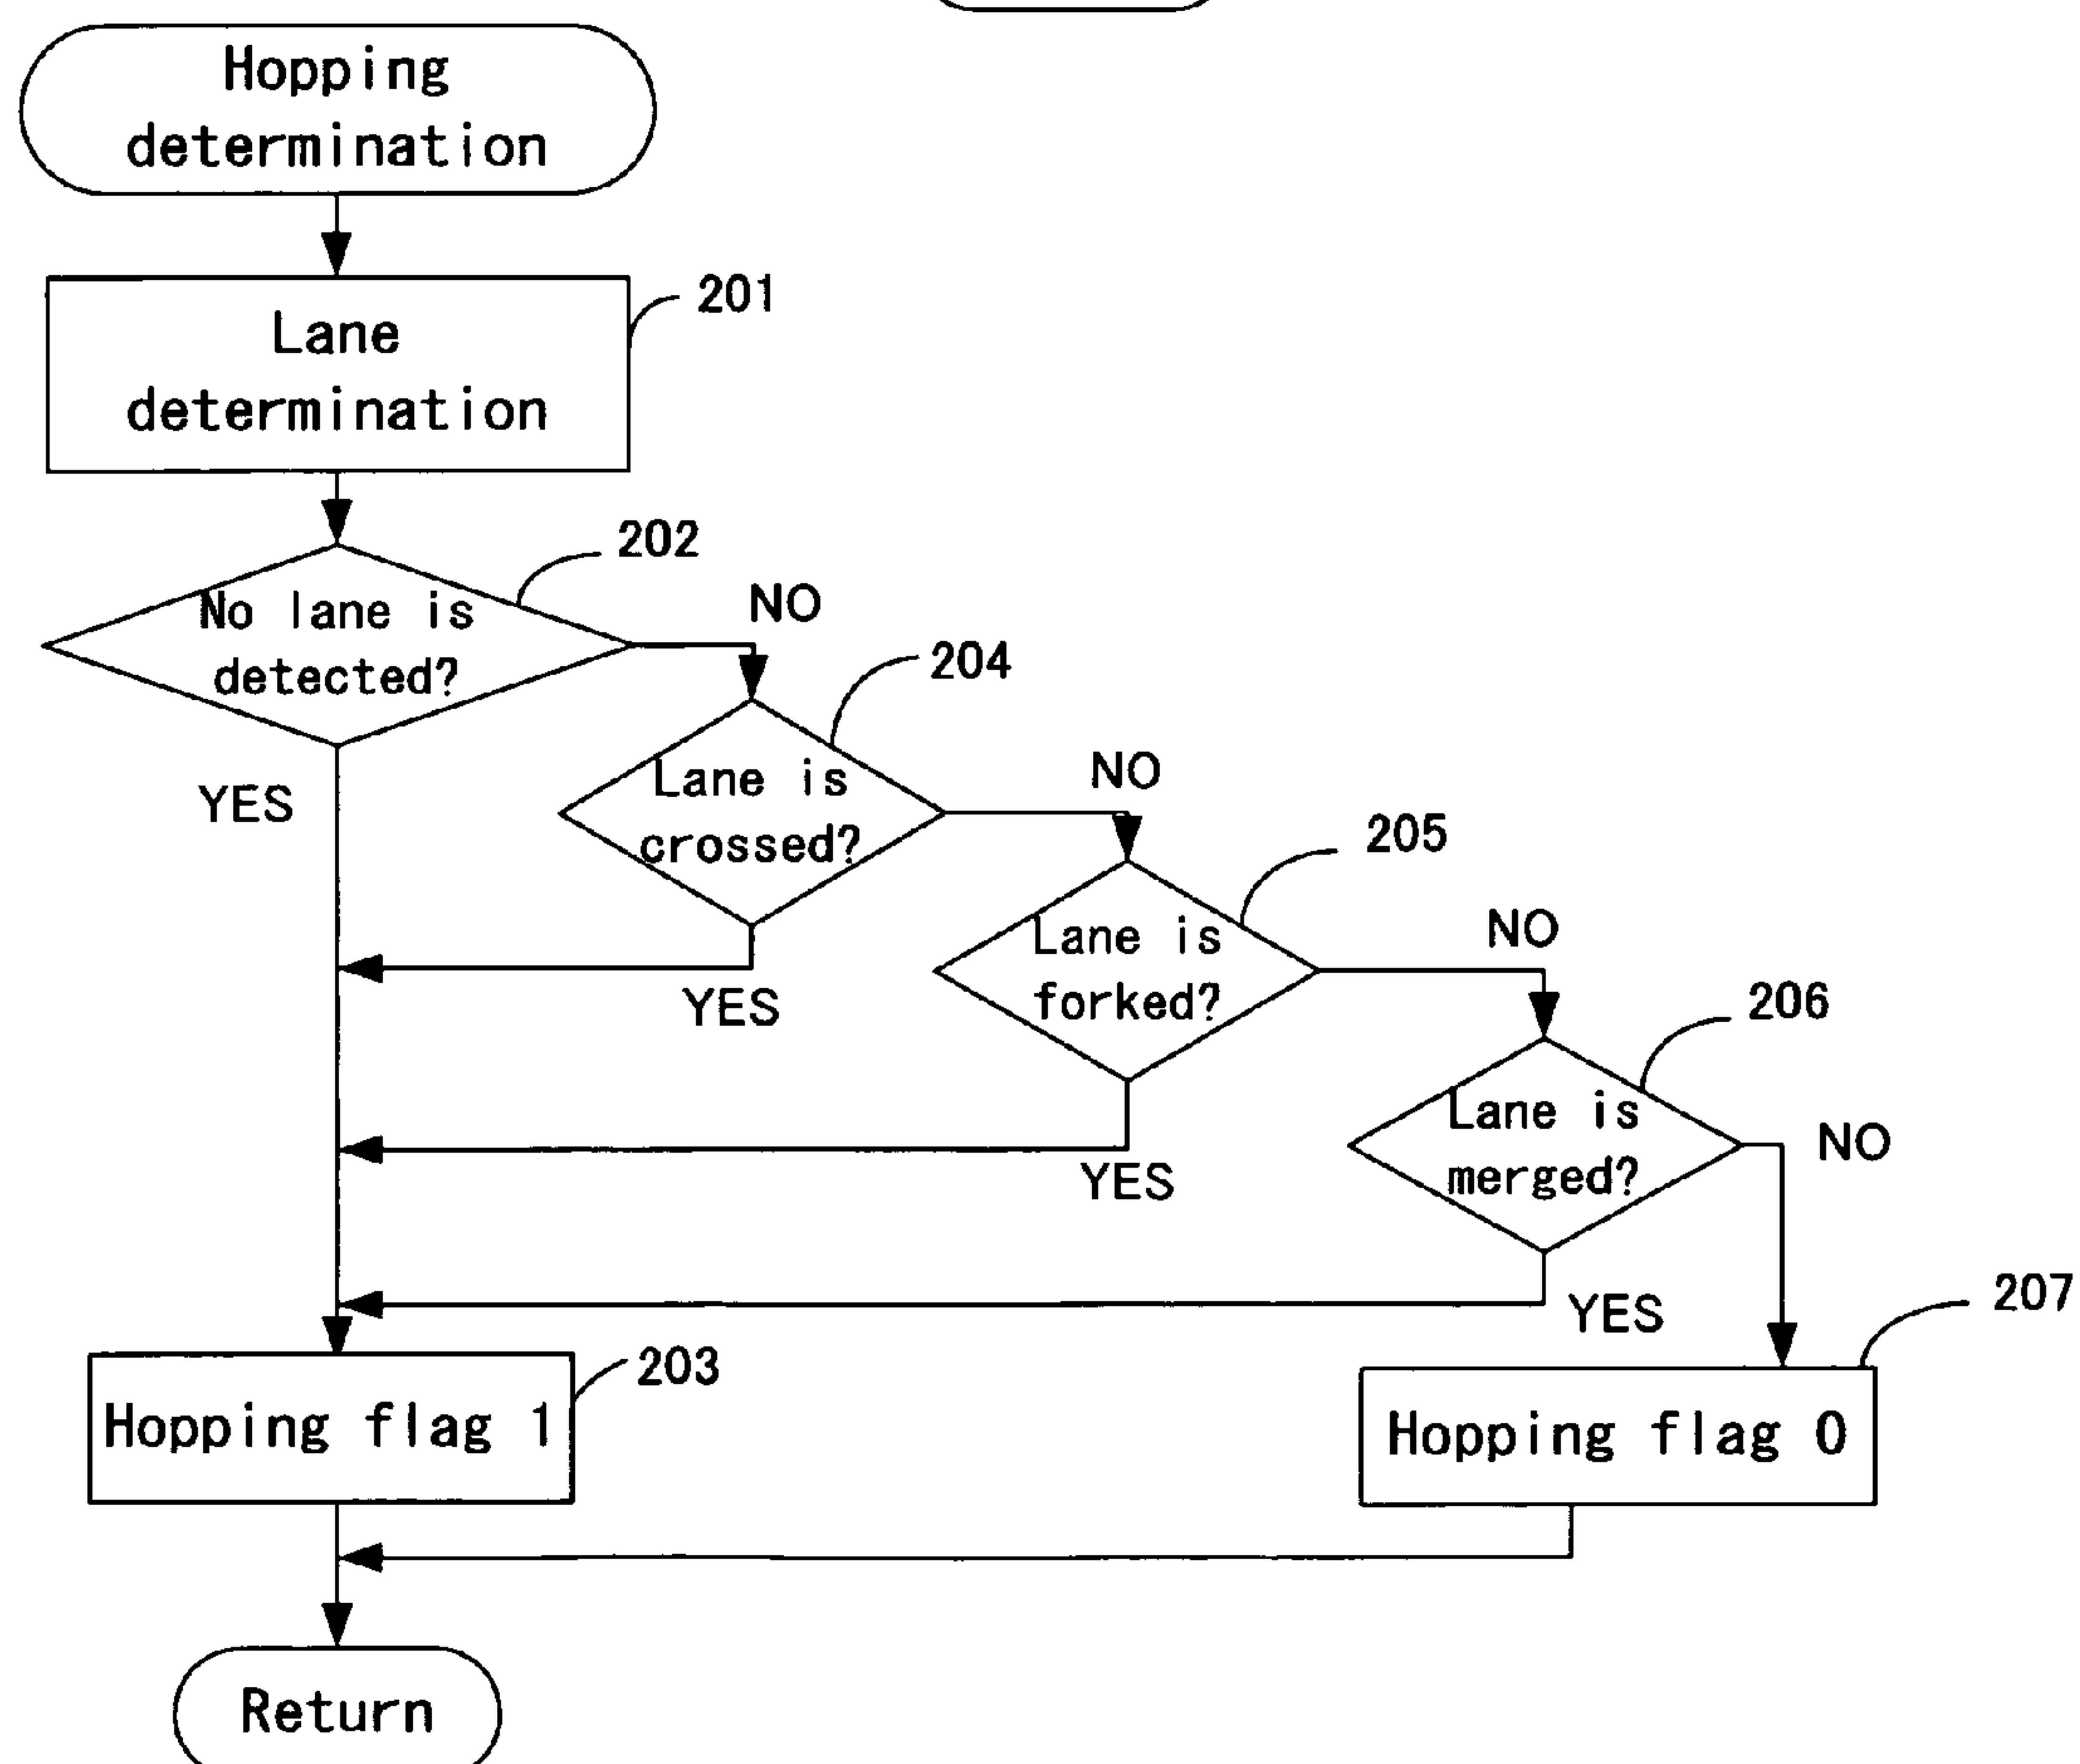 Hopping
determination
201
Lane
determination
202
No lane is
detected?
NO
204
YES
Lane is
crossed?
NO
205
YES
Lane is
forked?
NO
206
YES
Lane is
merged?
NO
YES
207
203
Hopping flag 1
Hopping flag 0
Return